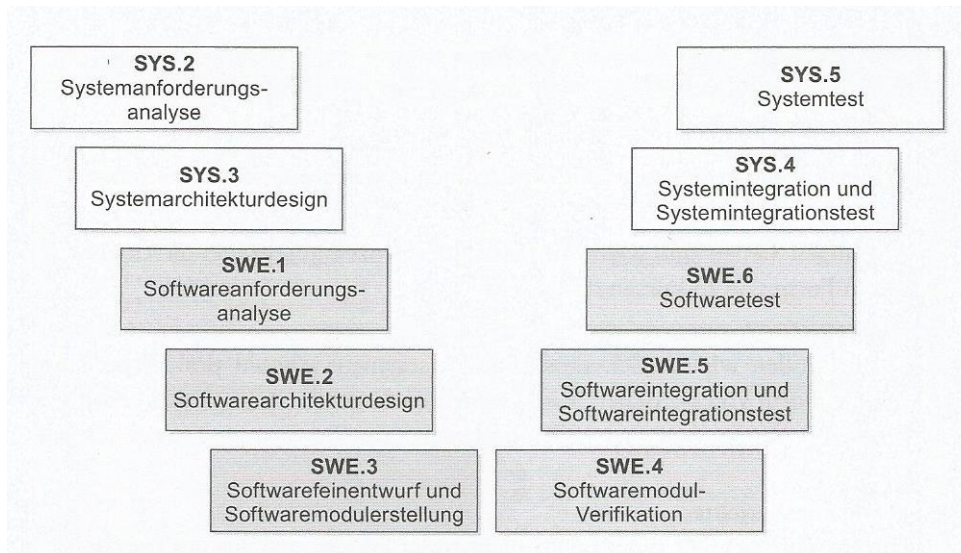 SYS.2
Systemanforderungs-
analyse
SYS.5
Systemtest
SYS.3
Systemarchitekturdesign
SYS.4
Systemintegration und
Systemintegrationstest
SWE.1
Softwareanforderungs-
analyse
SWE.6
Softwaretest
SWE.2
Softwarearchitekturdesign
SWE.5
Softwareintegration und
Softwareintegrationstest
SWE.3
Softwarefeinentwurf und
Softwaremodulerstellung
SWE.4
Softwaremodul-
Verifikation